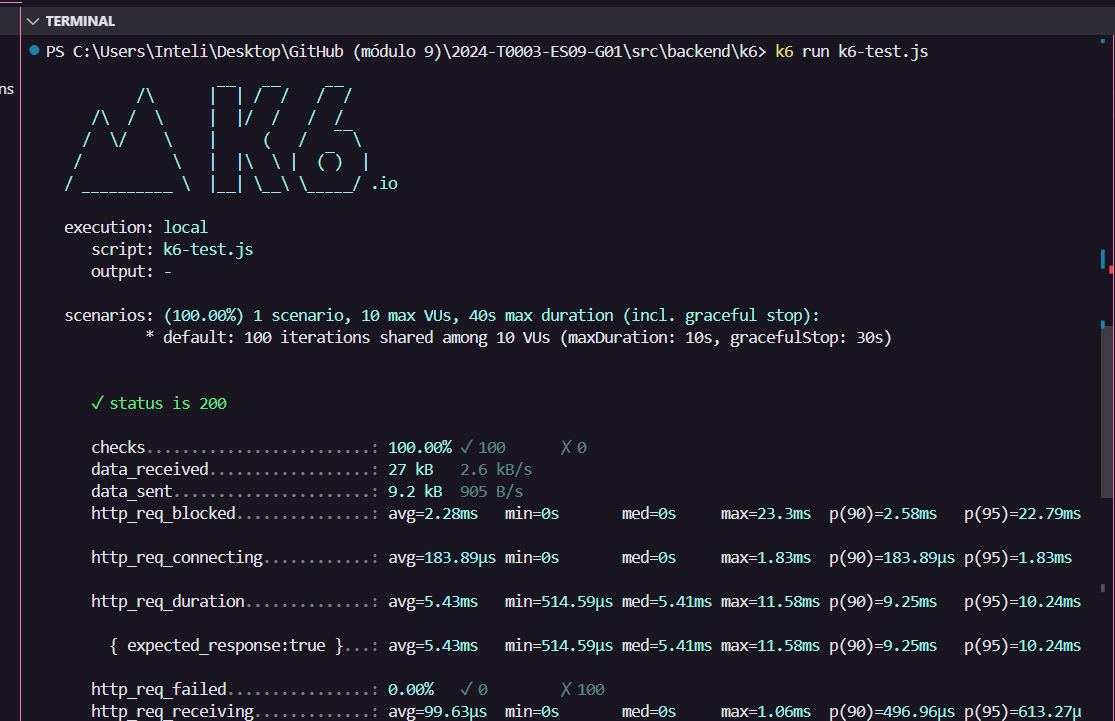 ns
TERMINAL
PS C:\Users\Inteli\Desktop\GitHub (módulo 9)\2024-T0003-ES09-G01\src\backend\k6> k6 run k6-test.js
K6 .io
execution: local
script: k6-test.js
output: -
scenarios: (100.00%) 1 scenario, 10 max VUs, 40s max duration (incl. graceful stop):
* default: 100 iterations shared among 10 VUs (maxDuration: 10s, gracefulStop: 30s)
✓ status is 200
checks.........................: 100.00% ✓ 100 ✗ 0
data_received..................: 27 kB 2.6 kB/s
data_sent......................: 9.2 kB 905 B/s
http_req_blocked...............: avg=2.28ms min=0s med=0s max=23.3ms p(90)=2.58ms p(95)=22.79ms
http_req_connecting............: avg=183.89µs min=0s med=0s max=1.83ms p(90)=183.89µs p(95)=1.83ms
http_req_duration..............: avg=5.43ms min=514.59µs med=5.41ms max=11.58ms p(90)=9.25ms p(95)=10.24ms
{ expected_response:true }...: avg=5.43ms min=514.59µs med=5.41ms max=11.58ms p(90)=9.25ms p(95)=10.24ms
http_req_failed................: 0.00% ✓ 0 ✗ 100
http_req_receiving.............: avg=99.63µs min=0s med=0s max=1.06ms p(90)=496.96µs p(95)=613.27µ